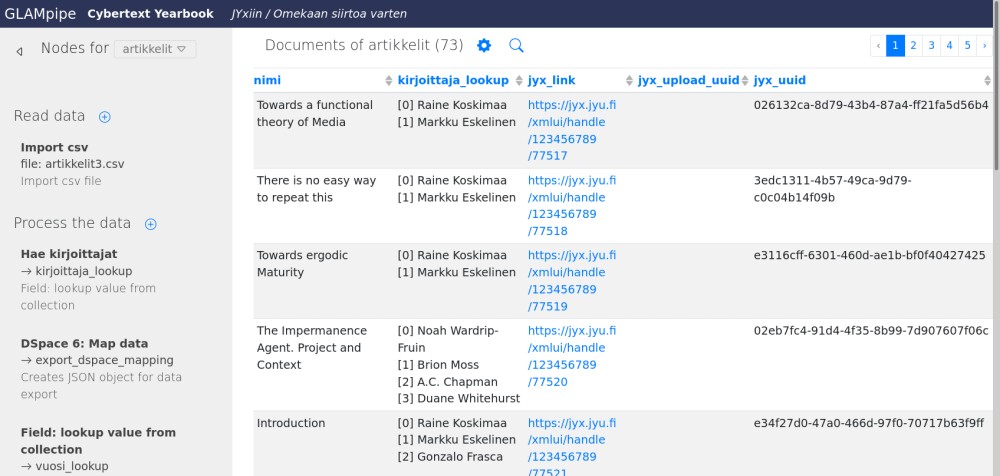 GLAMpipe Cybertext Yearbook JYxiin / Omekaan siirtoa varten
Nodes for artikkelit
Read data
Import csv
file: artikkelit3.csv
Import csv file
Process the data
Hae kirjoittajat
→ kirjoittaja_lookup
Field: lookup value from
collection
DSpace 6: Map data
→ export_dspace_mapping
Creates JSON object for data
export
Field: lookup value from
collection
→ vuosi_lookup
Documents of artikkelit (73)
‹ 1 2 3 4 5 ›
nimi kirjoittaja_lookup jyx_link jyx_upload_uuid jyx_uuid
Towards a functional
theory of Media
[0] Raine Koskimaa
[1] Markku Eskelinen
https://jyx.jyu.fi
/xmlui/handle
/123456789
/77517
026132ca-8d79-43b4-87a4-ff21fa5d56b4
There is no easy way
to repeat this
[0] Raine Koskimaa
[1] Markku Eskelinen
https://jyx.jyu.fi
/xmlui/handle
/123456789
/77518
3edc1311-4b57-49ca-9d79-
c0c04b14f09b
Towards ergodic
Maturity
[0] Raine Koskimaa
[1] Markku Eskelinen
https://jyx.jyu.fi
/xmlui/handle
/123456789
/77519
e3116cff-6301-460d-ae1b-bf0f40427425
The Impermanence
Agent. Project and
Context
[0] Noah Wardrip-
Fruin
[1] Brion Moss
[2] A.C. Chapman
[3] Duane Whitehurst
https://jyx.jyu.fi
/xmlui/handle
/123456789
/77520
02eb7fc4-91d4-4f35-8b99-7d907607f06c
Introduction
[0] Raine Koskimaa
[1] Markku Eskelinen
[2] Gonzalo Frasca
https://jyx.jyu.fi
/xmlui/handle
/123456789
/77521
e34f27d0-47a0-466d-97f0-70717b63f9ff